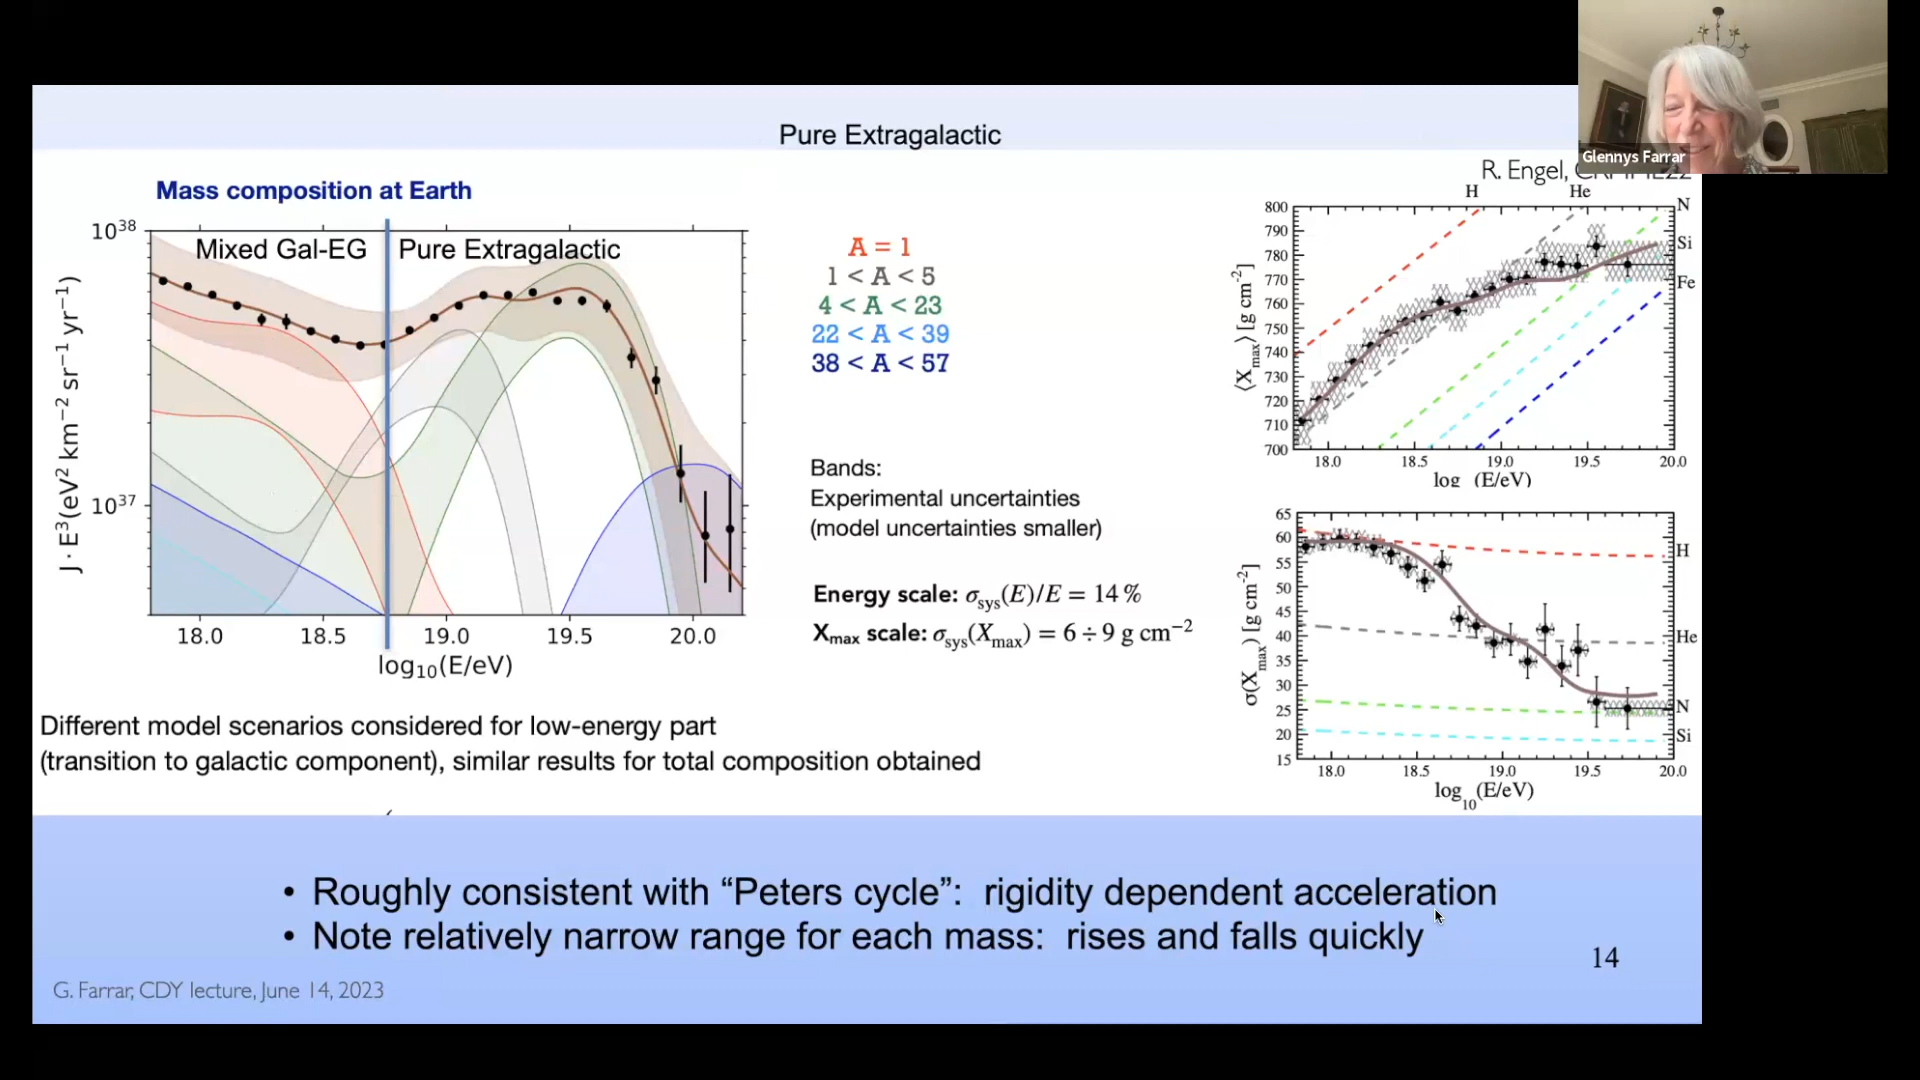 Pure Extragalactic
Glennys Farrar
R. Engel,
Mass composition at Earth
Mixed Gal-EG
Pure Extragalactic
10^38
10^37
J · E^3 (eV^2 km^−2 sr^−1 yr^−1)
18.0 18.5 19.0 19.5 20.0
log_10(E/eV)
A = 1
1 < A < 5
4 < A < 23
22 < A < 39
38 < A < 57
Bands:
Experimental uncertainties
(model uncertainties smaller)
Energy scale: σ_sys(E)/E = 14 %
X_max scale: σ_sys(X_max) = 6 ÷ 9 g cm^−2
H He
N
Si
Fe
800
790
780
770
760
750
740
730
720
710
700
⟨X_max⟩ [g cm^-2]
18.0 18.5 19.0 19.5 20.0
log (E/eV)
65
60
55
50
45
40
35
30
25
20
15
σ(X_max) [g cm^-2]
H
He
N
Si
18.0 18.5 19.0 19.5 20.0
log_10(E/eV)
Different model scenarios considered for low-energy part
(transition to galactic component), similar results for total composition obtained
• Roughly consistent with “Peters cycle”: rigidity dependent acceleration
• Note relatively narrow range for each mass: rises and falls quickly
14
G. Farrar, CDY lecture, June 14, 2023